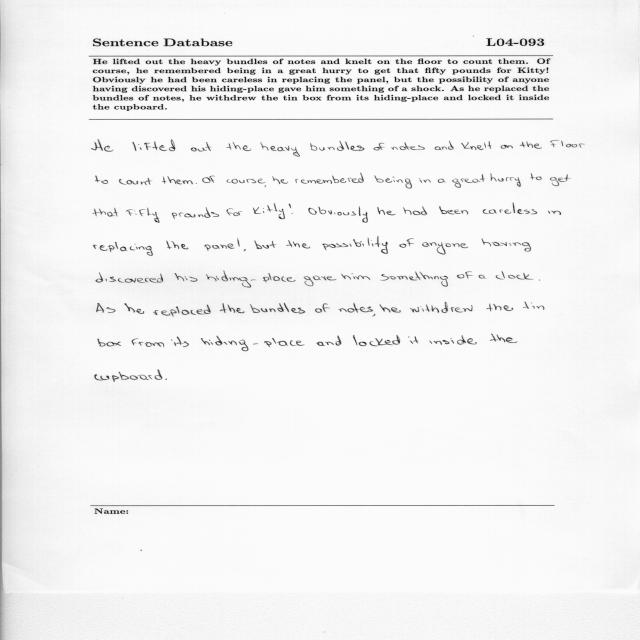 Sentence Database L04-093
He lifted out the heavy bundles of notes and knelt on the floor to count them. Of
course, he remembered being in a great hurry to get that fifty pounds for Kitty!
Obviously he had been careless in replacing the panel, but the possibility of anyone
having discovered his hiding-place gave him something of a shock. As he replaced the
bundles of notes, he withdrew the tin box from its hiding-place and locked it inside
the cupboard.
He lifted out the heavy bundles of notes and knelt on the floor
to count them. Of course, he remembered being in a great hurry to get
that fifty prounds for Kitty! Obviously he had been careless in
replacing the panel, but the possibility of anyone having
discovered his hiding-place gave him something of a clock.
As he replaced the bundles of notes, he withdrew the tin
box from its hiding-place and locked it inside the
cupboard.
Name: